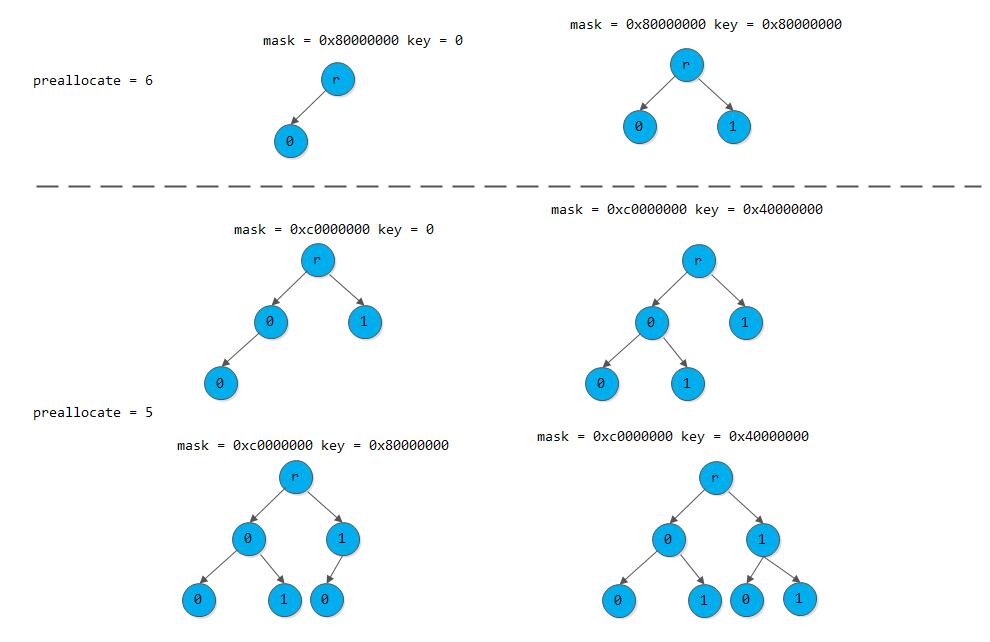 mask = 0x80000000 key = 0
mask = 0x80000000 key = 0x80000000
preallocate = 6
r
0
r
0 1
mask = 0xc0000000 key = 0
mask = 0xc0000000 key = 0x40000000
r
0 1
0
r
0 1
0 1
preallocate = 5
mask = 0xc0000000 key = 0x80000000
mask = 0xc0000000 key = 0x40000000
r
0 1
0 1 0
r
0 1
0 1 0 1